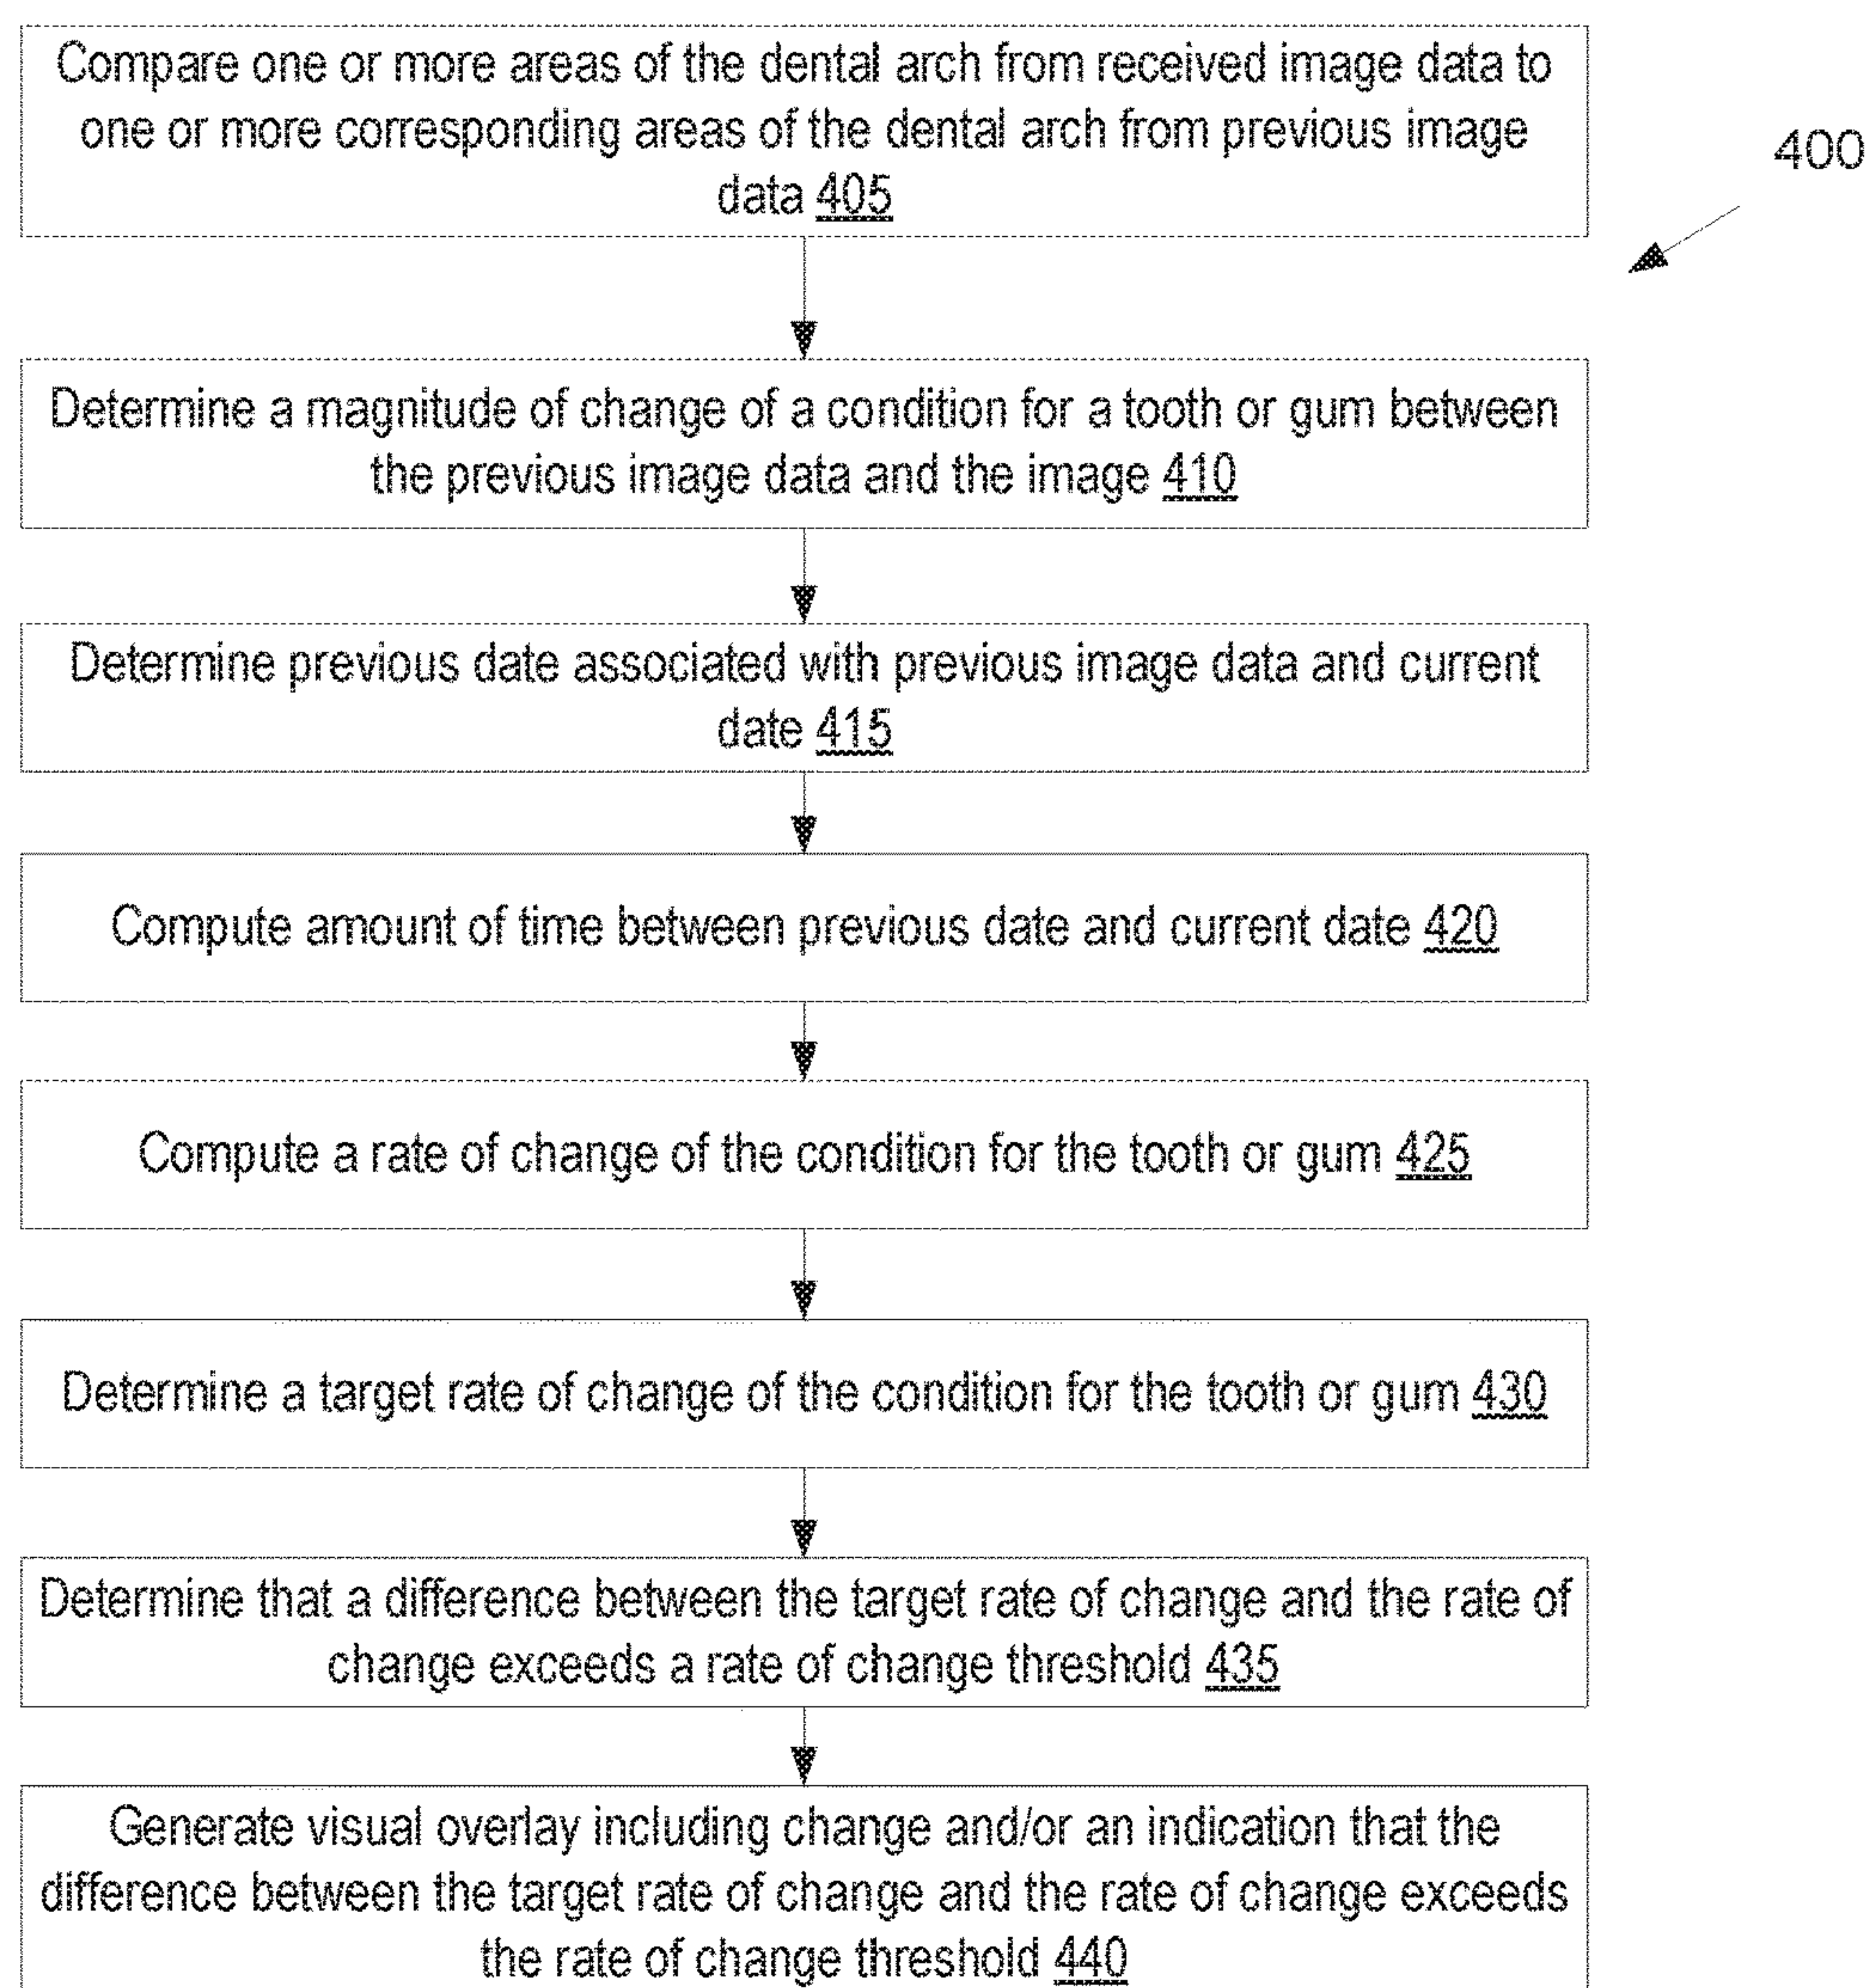 Compare one or more areas of the dental arch from received image data to
one or more corresponding areas of the dental arch from previous image
data 405
400
Determine a magnitude of change of a condition for a tooth or gum between
the previous image data and the image 410
Determine previous date associated with previous image data and current
date 415
Compute amount of time between previous date and current date 420
Compute a rate of change of the condition for the tooth or gum 425
Determine a target rate of change of the condition for the tooth or gum 430
Determine that a difference between the target rate of change and the rate of
change exceeds a rate of change threshold 435
Generate visual overlay including change and/or an indication that the
difference between the target rate of change and the rate of change exceeds
the rate of change threshold 440